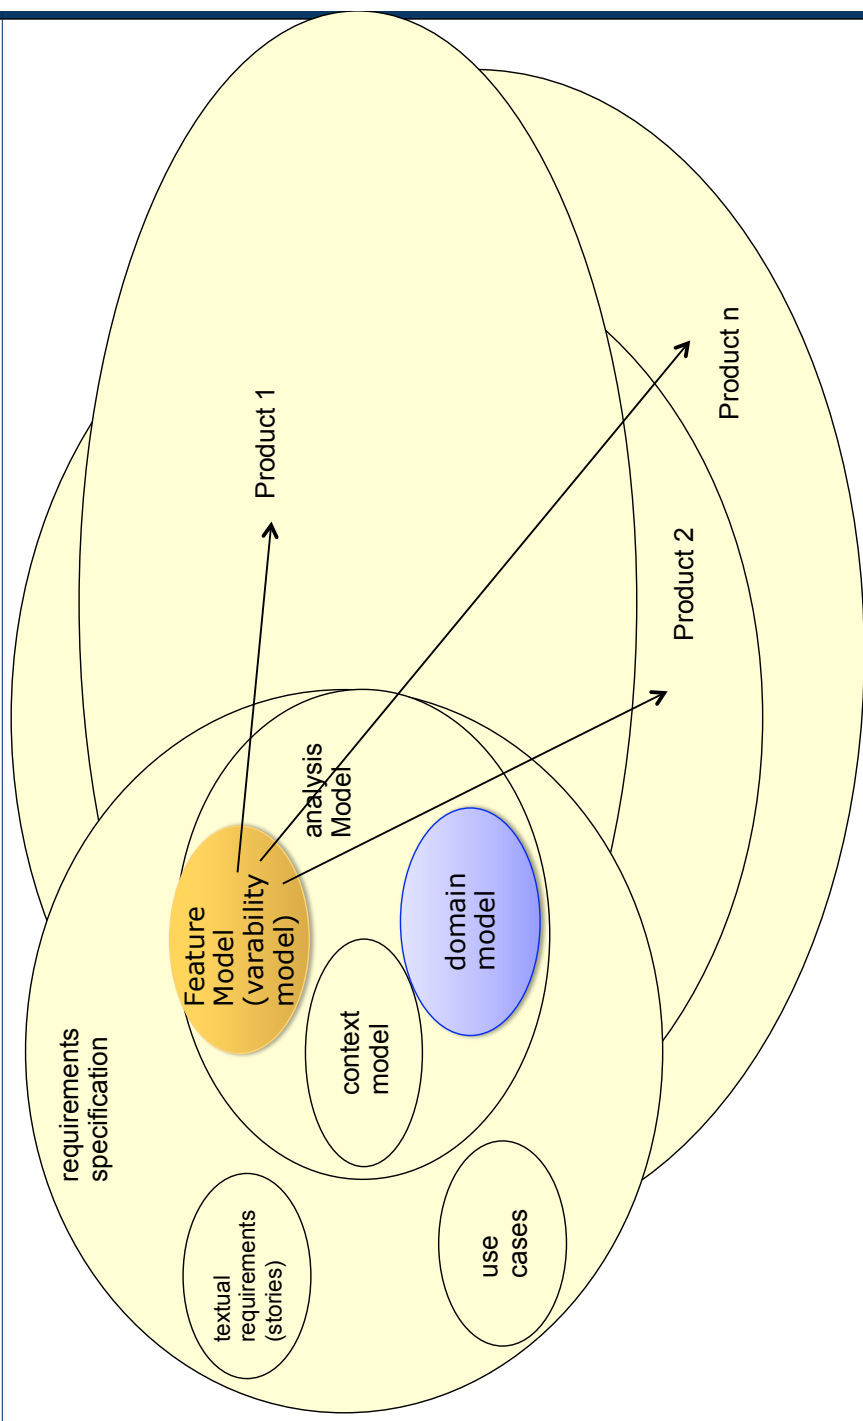 requirements
specification
textual
requirements
(stories)
use
cases
Feature
Model
(varability
model)
context
model
domain
model
analysis
Model
Product 1
Product 2
Product n